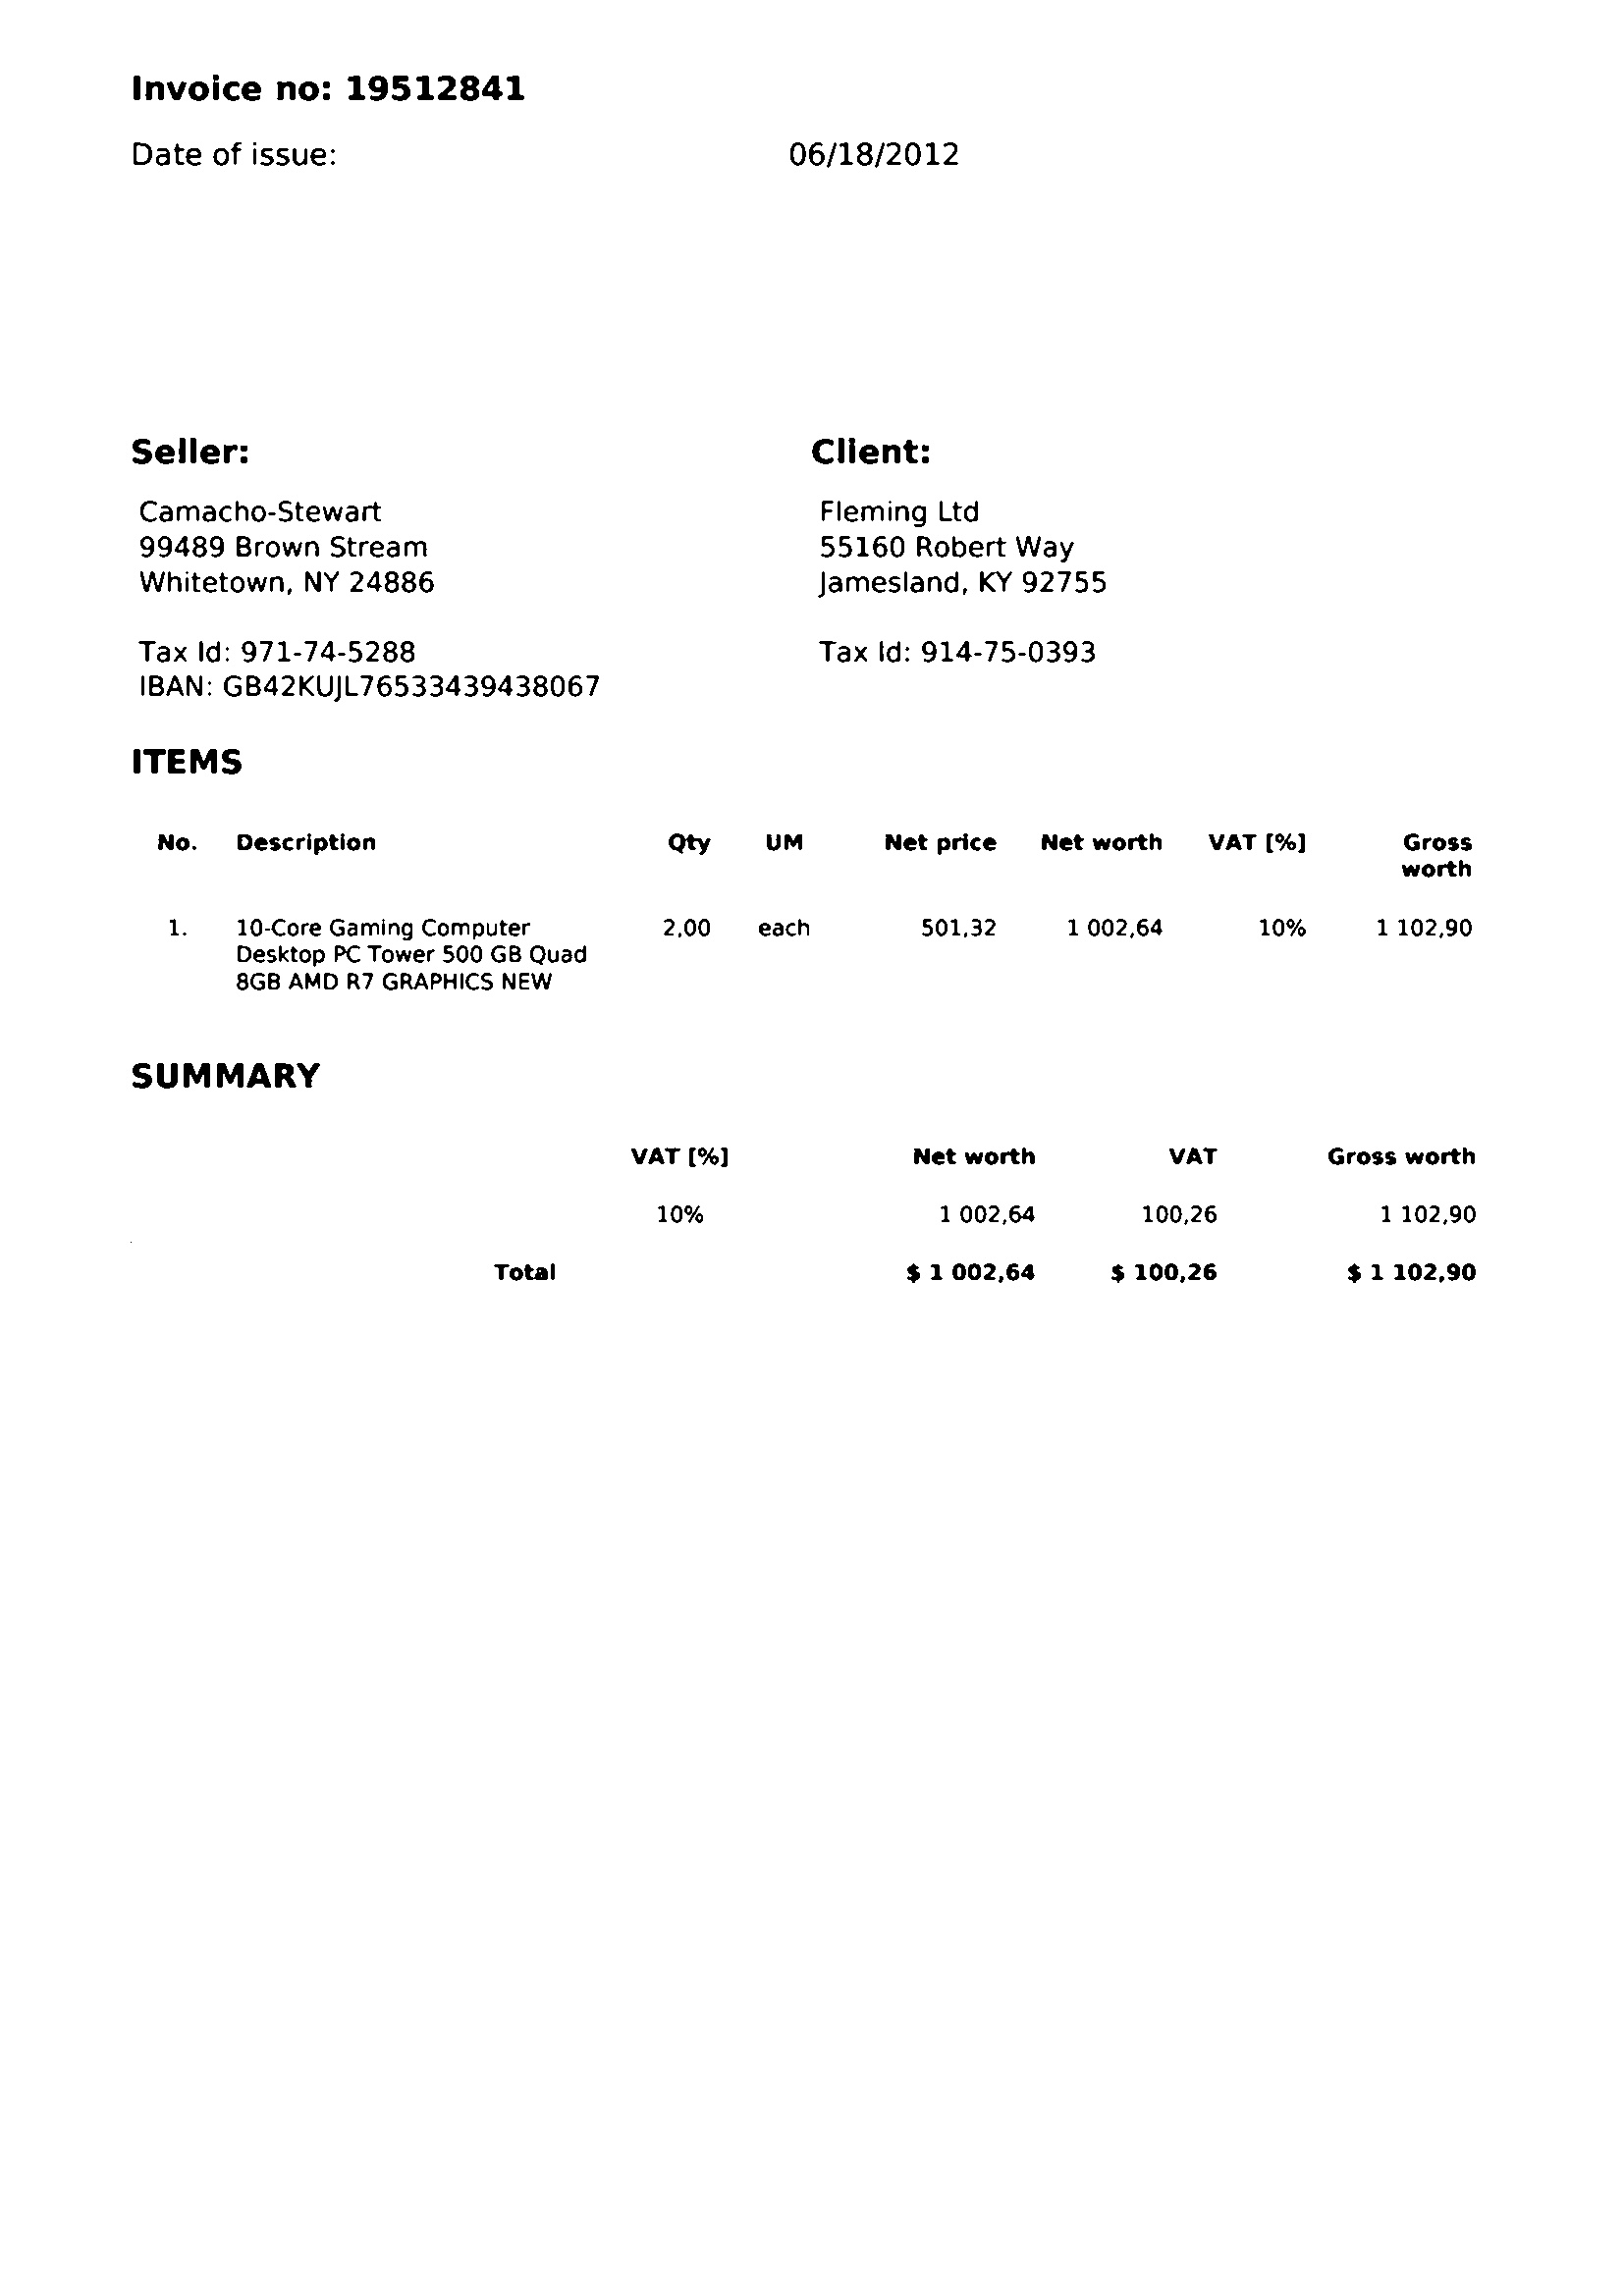 Invoice no: 19512841
Date of issue: 06/18/2012
Seller: Client:
Camacho-Stewart Fleming Ltd
99489 Brown Stream 55160 Robert Way
Whitetown, NY 24886 Jamesland, KY 92755
Tax Id: 971-74-5288 Tax Id: 914-75-0393
IBAN: GB42KUJL76533439438067
ITEMS
No. Description Qty UM Net price Net worth VAT [%] Gross
worth
1. 10-Core Gaming Computer 2,00 each 501,32 1 002,64 10% 1 102,90
Desktop PC Tower 500 GB Quad
8GB AMD R7 GRAPHICS NEW
SUMMARY
VAT [%] Net worth VAT Gross worth
10% 1 002,64 100,26 1 102,90
Total $ 1 002,64 $ 100,26 $ 1 102,90